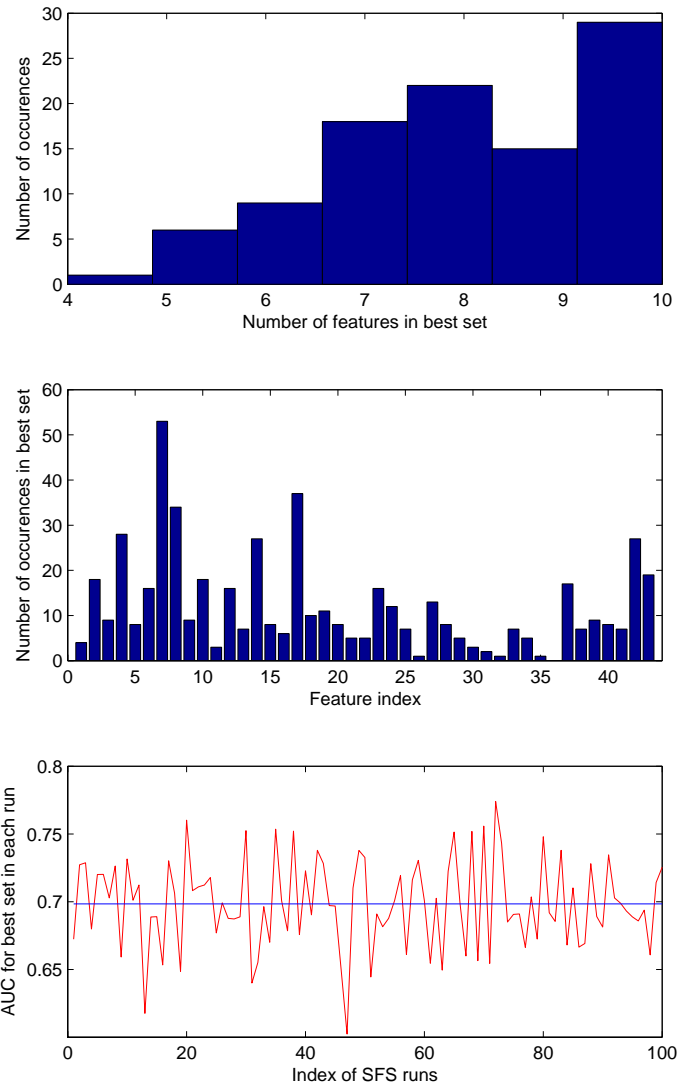 30
25
20
15
10
5
0
4 5 6 7 8 9 10
Number of occurences
Number of features in best set
60
50
40
30
20
10
0
0 5 10 15 20 25 30 35 40
Number of occurences in best set
Feature index
0.8
0.75
0.7
0.65
0 20 40 60 80 100
AUC for best set in each run
Index of SFS runs